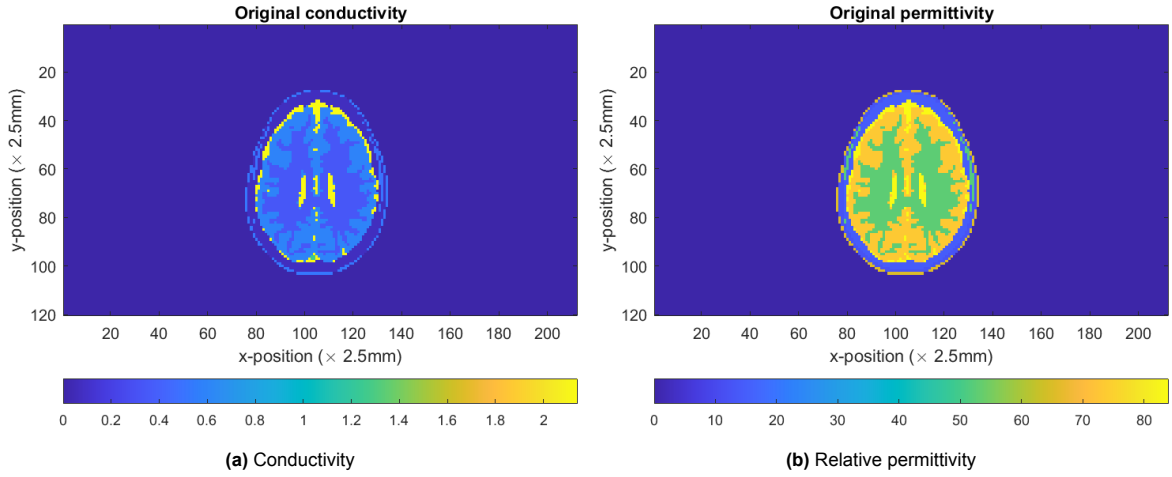 Original conductivity
20
40
60
80
100
120
y-position (× 2.5mm)
20 40 60 80 100 120 140 160 180 200
x-position (× 2.5mm)
0 0.2 0.4 0.6 0.8 1 1.2 1.4 1.6 1.8 2
(a) Conductivity
Original permittivity
20
40
60
80
100
120
y-position (× 2.5mm)
20 40 60 80 100 120 140 160 180 200
x-position (× 2.5mm)
0 10 20 30 40 50 60 70 80
(b) Relative permittivity